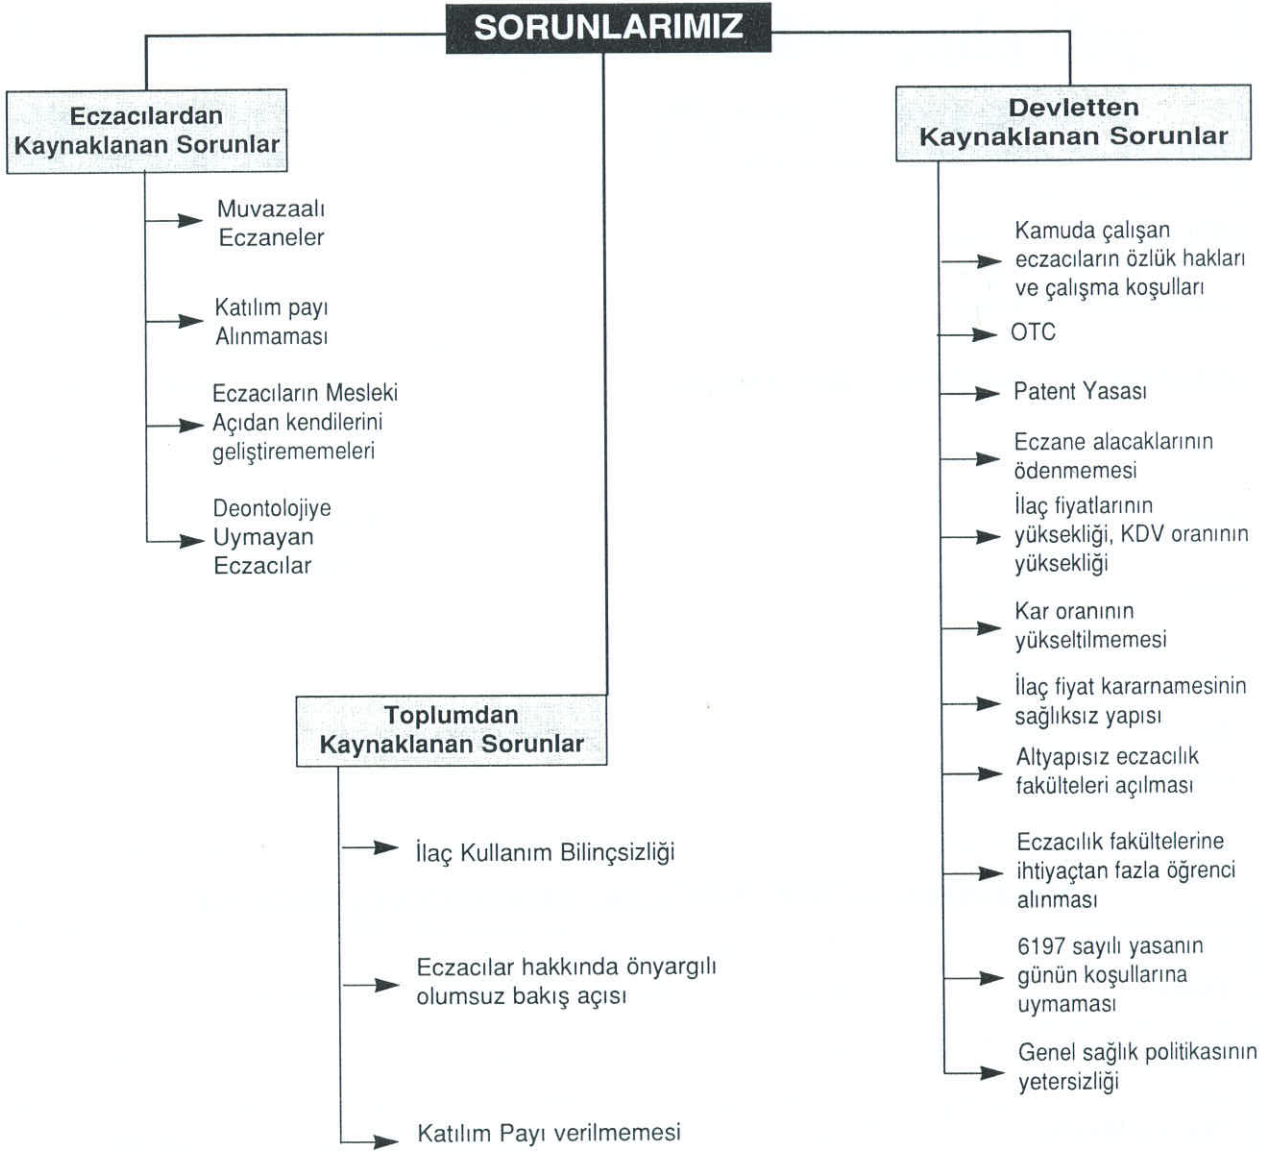 SORUNLARIMIZ
Eczacılardan
Kaynaklanan Sorunlar
Muvazaalı
Eczaneler
Katılım payı
Alınmaması
Eczacıların Mesleki
Açıdan kendilerini
geliştirememeleri
Deontolojiye
Uymayan
Eczacılar
Toplumdan
Kaynaklanan Sorunlar
İlaç Kullanım Bilinçsizliği
Eczacılar hakkında önyargılı
olumsuz bakış açısı
Katılım Payı verilmemesi
Devletten
Kaynaklanan Sorunlar
Kamuda çalışan
eczacıların özlük hakları
ve çalışma koşulları
OTC
Patent Yasası
Eczane alacaklarının
ödenmemesi
İlaç fiyatlarının
yüksekliği, KDV oranının
yüksekliği
Kar oranının
yükseltilmemesi
İlaç fiyat kararnamesinin
sağlıksız yapısı
Altyapısız eczacılık
fakülteleri açılması
Eczacılık fakültelerine
ihtiyaçtan fazla öğrenci
alınması
6197 sayılı yasanın
günün koşullarına
uymaması
Genel sağlık politikasının
yetersizliği